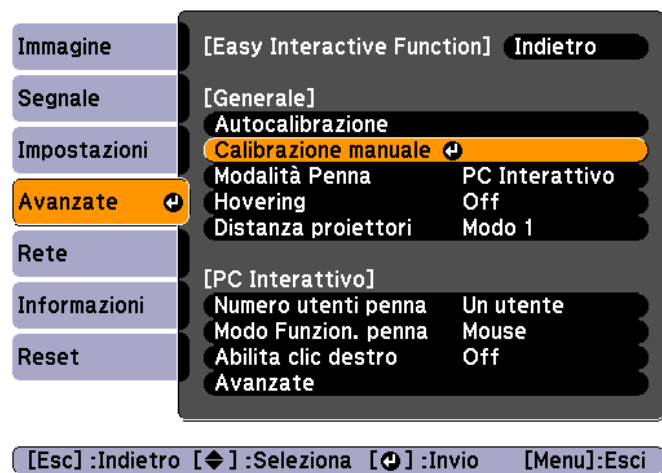 Immagine
Segnale
Impostazioni
Avanzate
Rete
Informazioni
Reset
[Easy Interactive Function] Indietro
[Generale]
Autocalibrazione
Calibrazione manuale
Modalità Penna PC Interattivo
Hovering Off
Distanza proiettori Modo 1
[PC Interattivo]
Numero utenti penna Un utente
Modo Funzion. penna Mouse
Abilita clic destro Off
Avanzate
[Esc] :Indietro [◆] :Seleziona [⏎] :Invio [Menu]:Esci